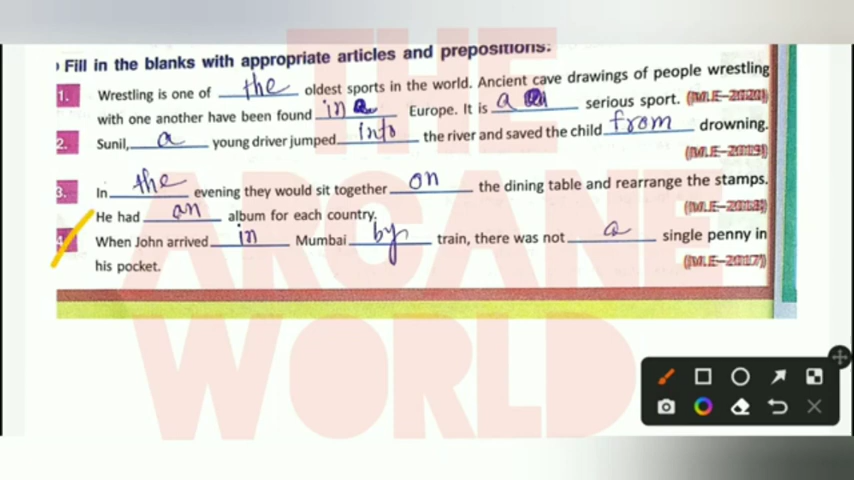 Fill in the blanks with appropriate articles and prepositions:
1. Wrestling is one of the oldest sports in the world. Ancient cave drawings of people wrestling
with one another have been found in Europe. It is a serious sport. (IMLE-2020)
2. Sunil, a young driver jumped into the river and saved the child from drowning.
3. In the evening they would sit together on the dining table and rearrange the stamps.
He had an album for each country.
4. When John arrived in Mumbai by train, there was not a single penny in
his pocket.
THE
ARCANE
WORLD